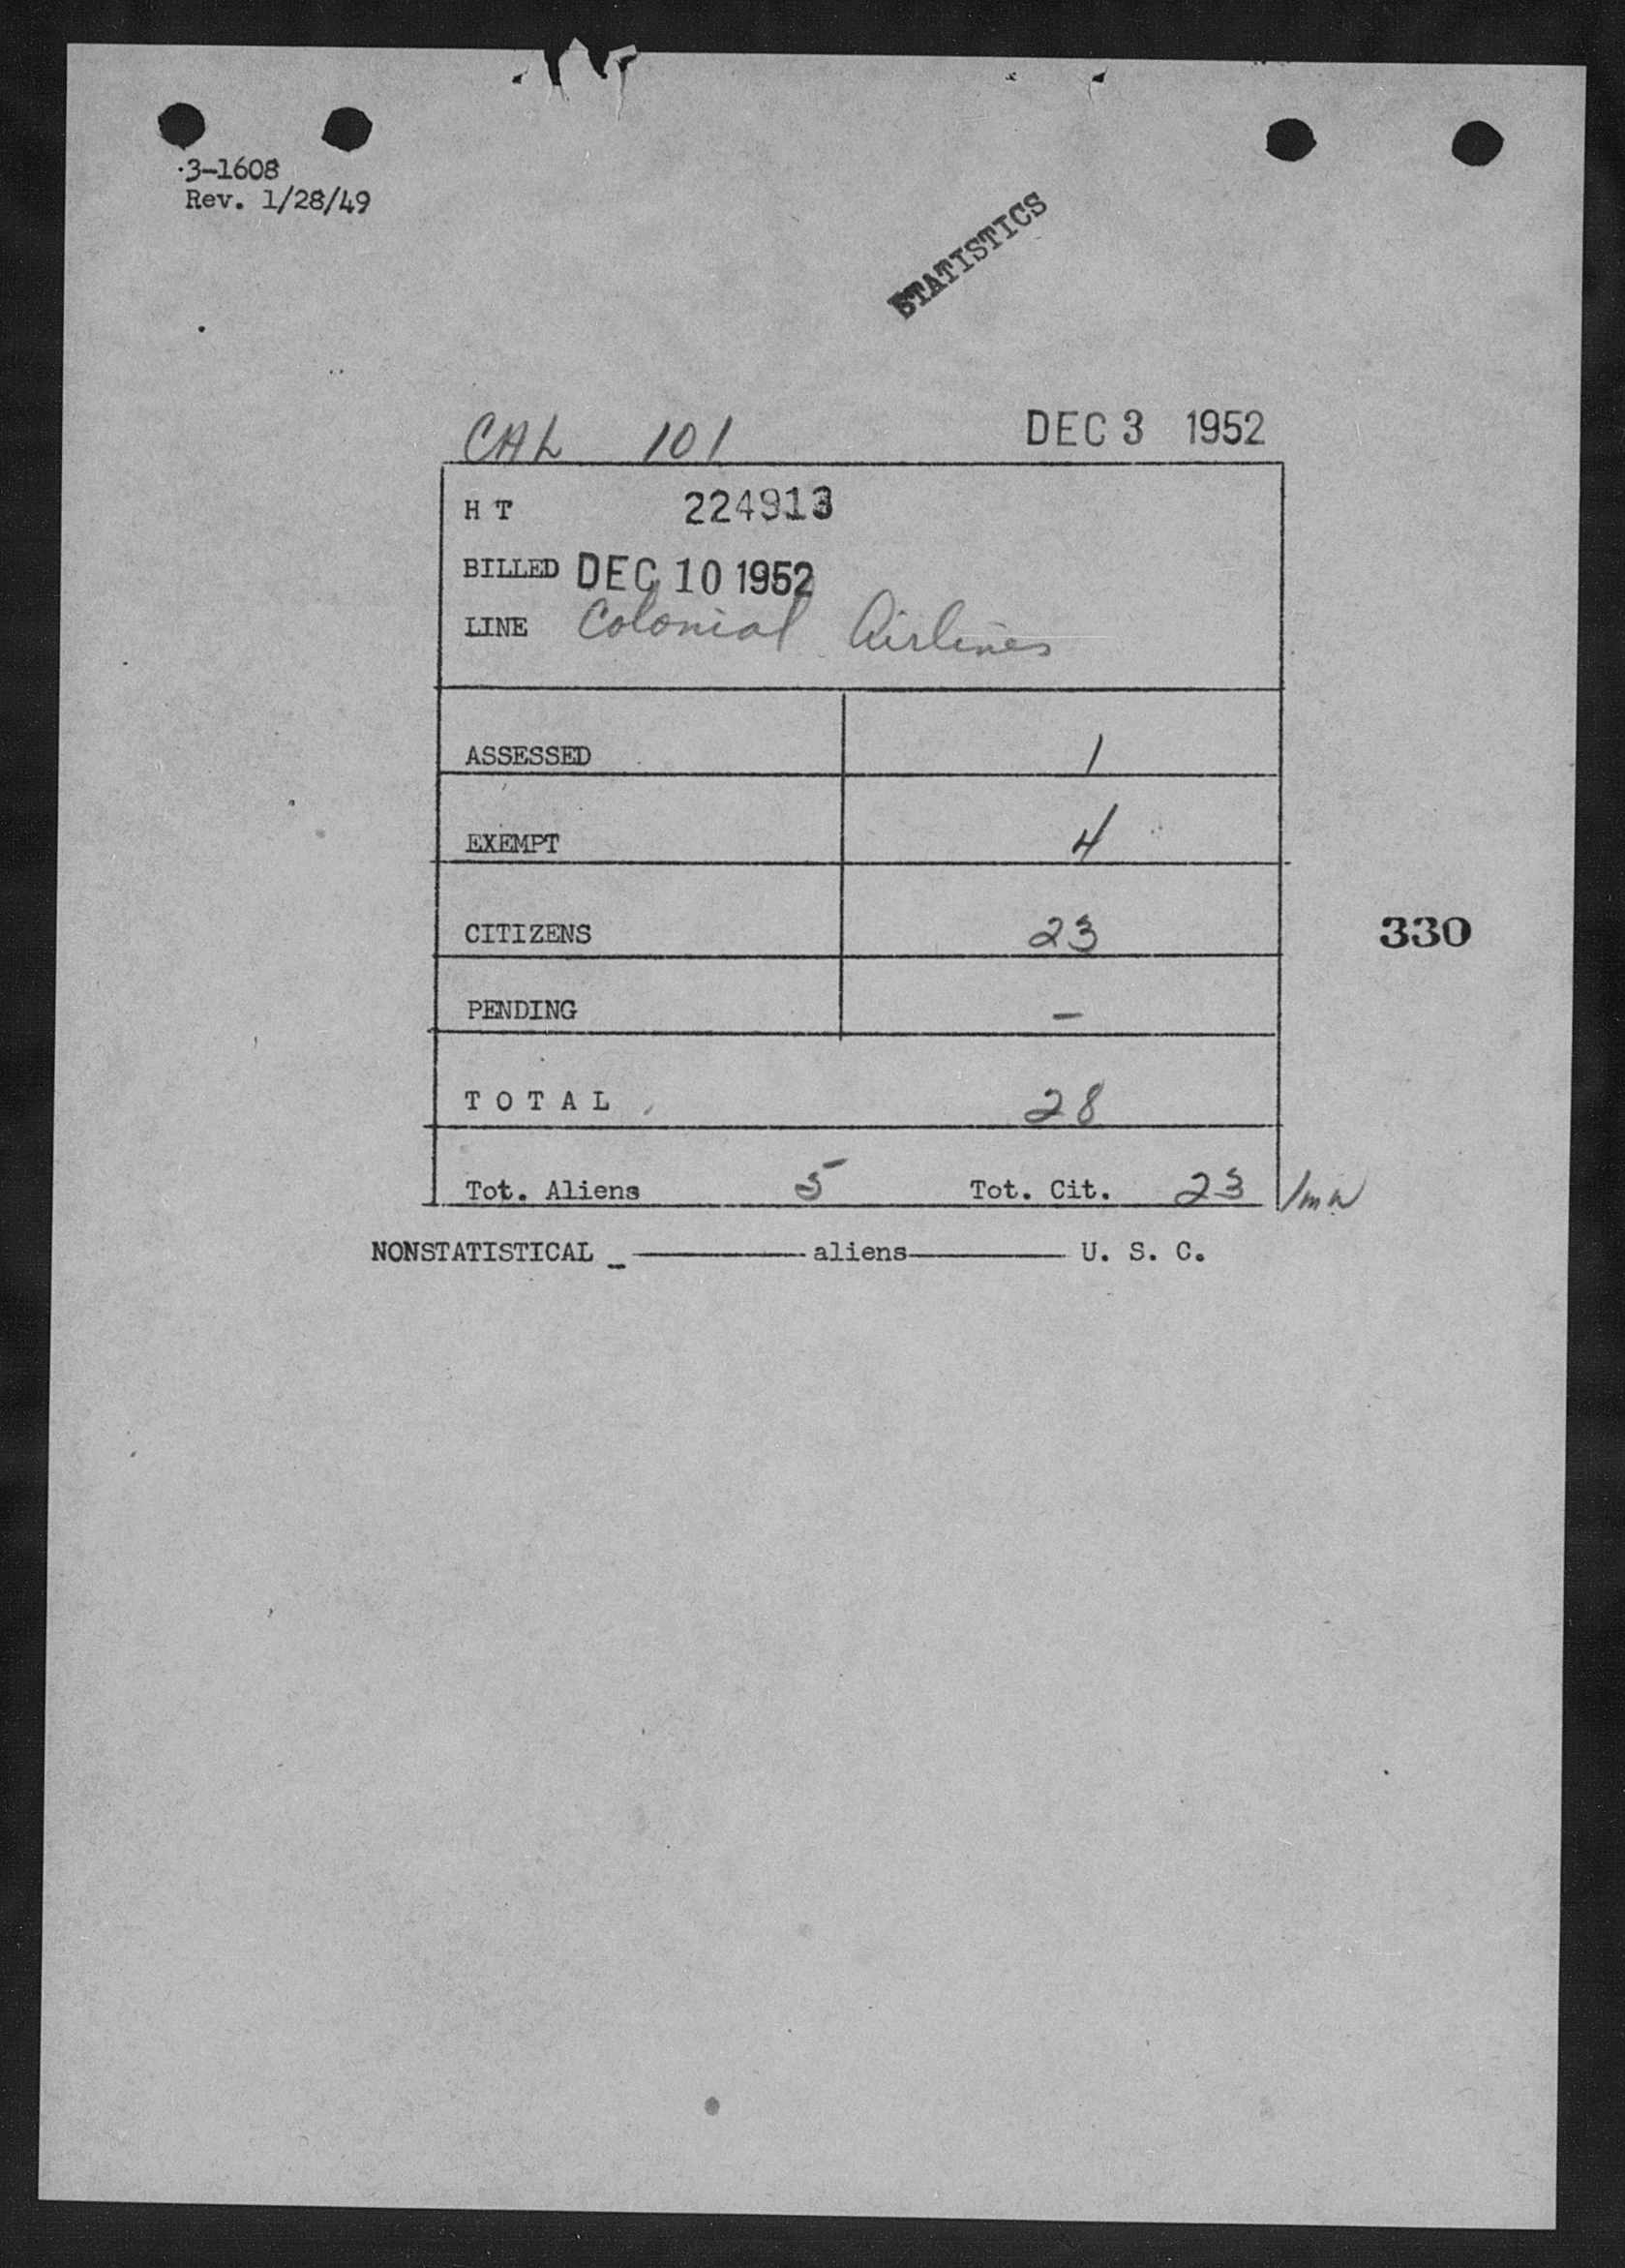 3-1608
Rev. 1/28/49
STATISTICS
CAL 101 DEC 3 1952
H T 224913
BILLED DEC 10 1952
LINE Colonial Airlines
ASSESSED 1
EXEMPT 4
CITIZENS 23
330
PENDING –
T O T A L 28
Tot. Aliens 5 Tot. Cit. 23 /mw
NONSTATISTICAL _ ———— aliens ———— U. S. C.